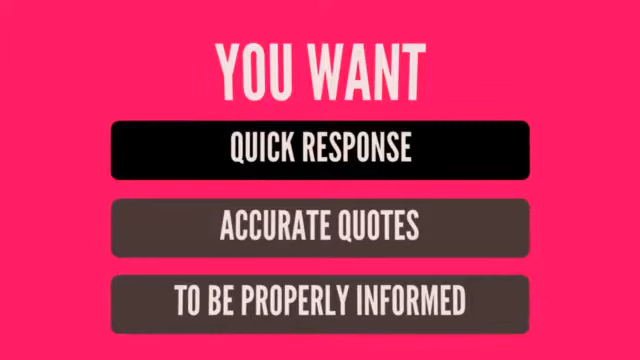 YOU WANT
QUICK RESPONSE
ACCURATE QUOTES
TO BE PROPERLY INFORMED